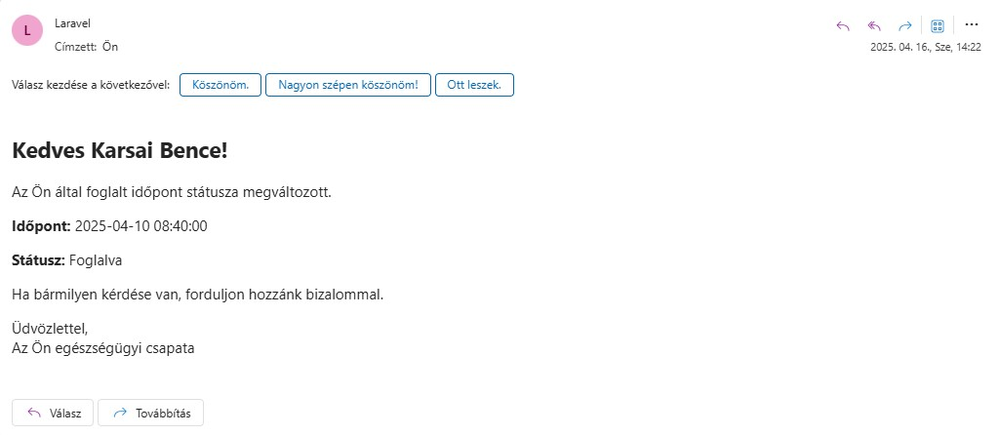 L
Laravel
Címzett: Ön
2025. 04. 16., Sze, 14:22
Válasz kezdése a következővel: Köszönöm. Nagyon szépen köszönöm! Ott leszek.
Kedves Karsai Bence!
Az Ön által foglalt időpont státusza megváltozott.
Időpont: 2025-04-10 08:40:00
Státusz: Foglalva
Ha bármilyen kérdése van, forduljon hozzánk bizalommal.
Üdvözlettel,
Az Ön egészségügyi csapata
Válasz Továbbítás